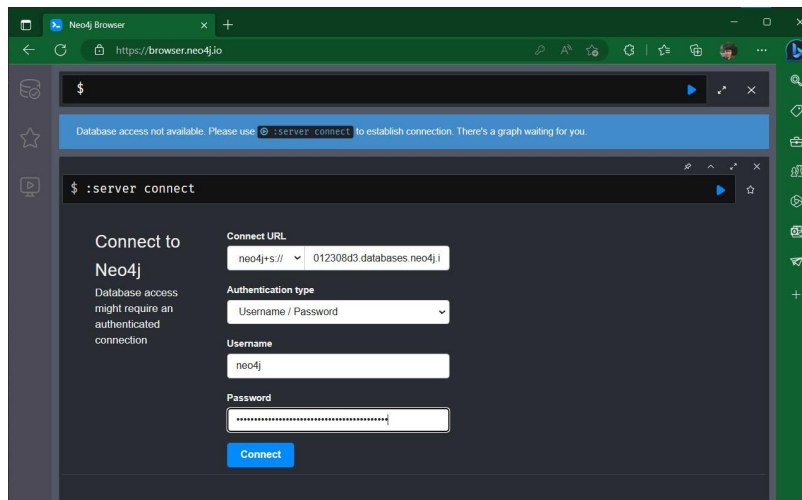 Neo4j Browser
https://browser.neo4j.io
$
Database access not available. Please use :server connect to establish connection. There's a graph waiting for you.
$ :server connect
Connect to
Neo4j
Database access
might require an
authenticated
connection
Connect URL
neo4j+s:// 012308d3.databases.neo4j.i
Authentication type
Username / Password
Username
neo4j
Password
Connect